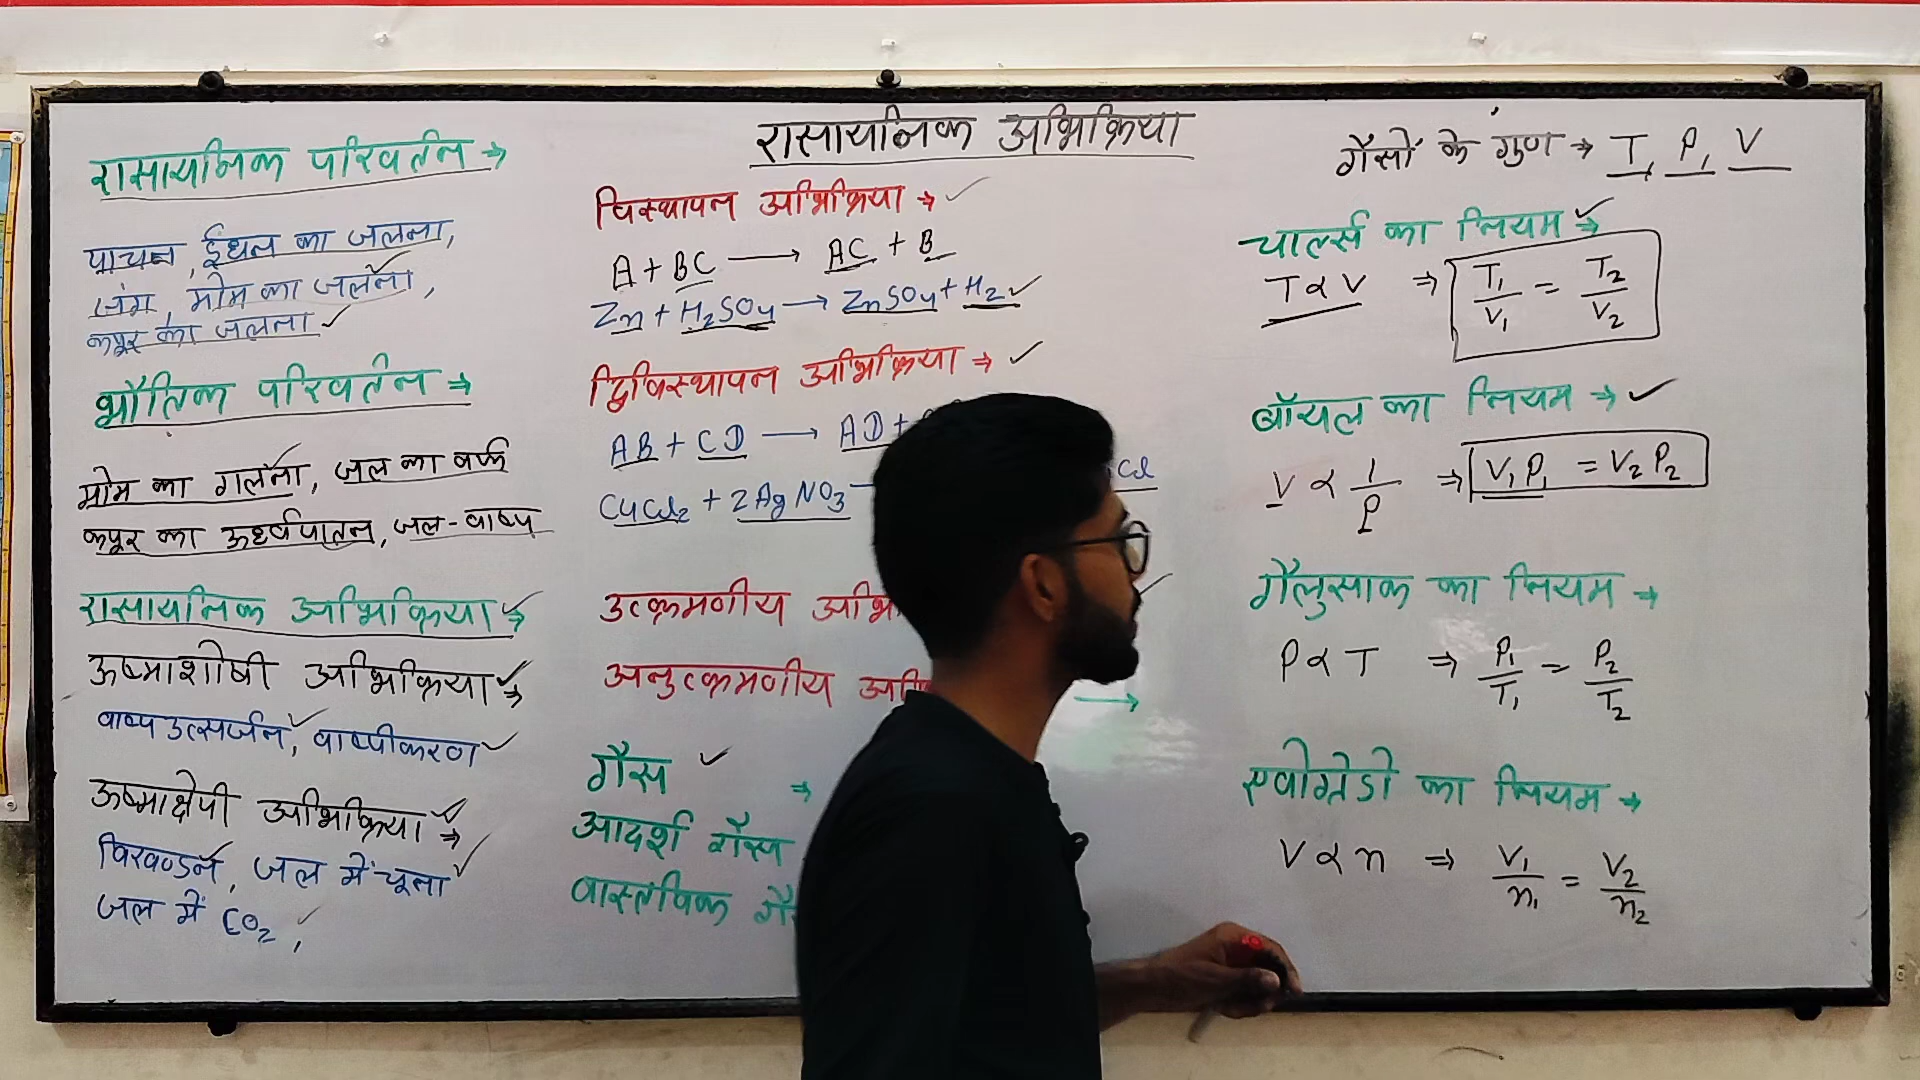 रासायनिक अभिक्रिया
रासायनिक परिवर्तन →
पाचन, ईंधन का जलना,
जंग, मोम का जलना,
कपूर का जलना
भौतिक परिवर्तन →
मोम का गलना, जल का बर्फ
कपूर का ऊर्ध्वपातन, जल-वाष्प
रासायनिक अभिक्रिया →
ऊष्माशोषी अभिक्रिया →
वाष्प उत्सर्जन, वाष्पीकरण
ऊष्माक्षेपी अभिक्रिया →
विखण्डन, जल में चूना
जल में CO₂,
विस्थापन अभिक्रिया →
A + BC → AC + B
Zn + H₂SO₄ → ZnSO₄ + H₂
द्विविस्थापन अभिक्रिया →
AB + CD → AD +
CuCl₂ + 2AgNO₃ Cl
उत्क्रमणीय अभि
अनुत्क्रमणीय अभि →
गैस →
आदर्श गैस
वास्तविक गै
गैसों के गुण → T, P, V
चार्ल्स का नियम →
T ∝ V ⇒ T₁/V₁ = T₂/V₂
बॉयल का नियम →
V ∝ 1/P ⇒ V₁P₁ = V₂P₂
गैलुसाक का नियम →
P ∝ T ⇒ P₁/T₁ = P₂/T₂
एवोग्रेडो का नियम →
V ∝ n ⇒ V₁/n₁ = V₂/n₂